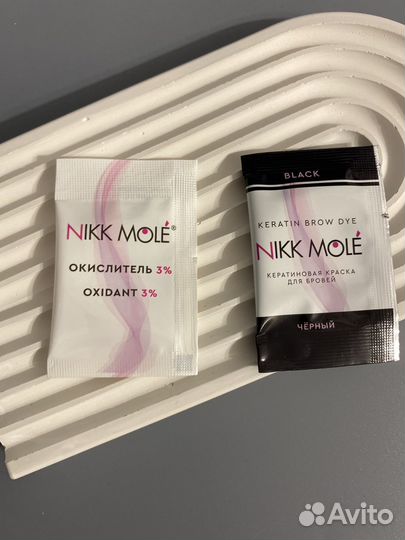 NIKK MOLÉ®
ОКИСЛИТЕЛЬ 3%
OXIDANT 3%
BLACK
KERATIN BROW DYE
NIKK MOLÉ
КЕРАТИНОВАЯ КРАСКА
ДЛЯ БРОВЕЙ
ЧЁРНЫЙ
Avito